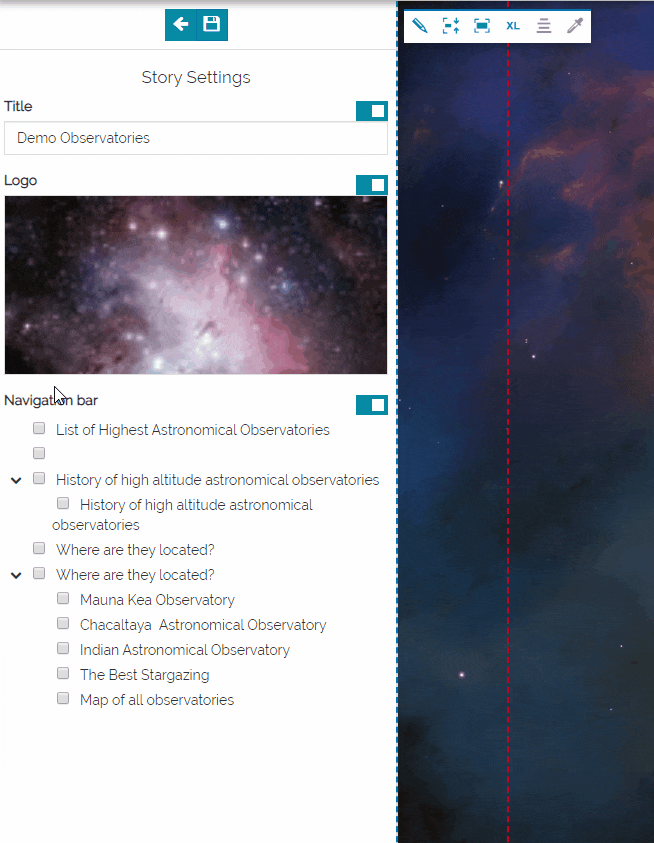 XL
Story Settings
Title
Demo Observatories
Logo
Navigation bar
List of Highest Astronomical Observatories
History of high altitude astronomical observatories
History of high altitude astronomical
observatories
Where are they located?
Where are they located?
Mauna Kea Observatory
Chacaltaya  Astronomical Observatory
Indian Astronomical Observatory
The Best Stargazing
Map of all observatories